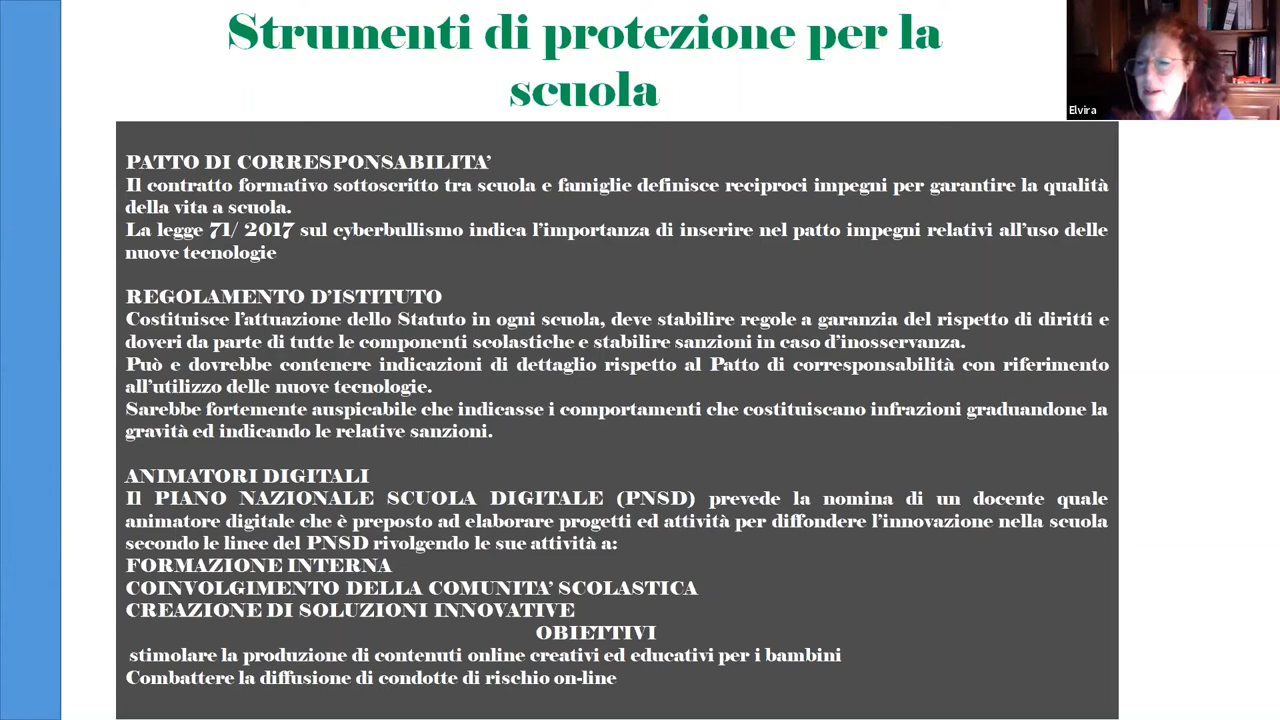 Strumenti di protezione per la
scuola
Elvira
PATTO DI CORRESPONSABILITA’
Il contratto formativo sottoscritto tra scuola e famiglie definisce reciproci impegni per garantire la qualità
della vita a scuola.
La legge 71/ 2017 sul cyberbullismo indica l’importanza di inserire nel patto impegni relativi all’uso delle
nuove tecnologie
REGOLAMENTO D’ISTITUTO
Costituisce l’attuazione dello Statuto in ogni scuola, deve stabilire regole a garanzia del rispetto di diritti e
doveri da parte di tutte le componenti scolastiche e stabilire sanzioni in caso d’inosservanza.
Può e dovrebbe contenere indicazioni di dettaglio rispetto al Patto di corresponsabilità con riferimento
all’utilizzo delle nuove tecnologie.
Sarebbe fortemente auspicabile che indicasse i comportamenti che costituiscano infrazioni graduandone la
gravità ed indicando le relative sanzioni.
ANIMATORI DIGITALI
Il PIANO NAZIONALE SCUOLA DIGITALE (PNSD) prevede la nomina di un docente quale
animatore digitale che è preposto ad elaborare progetti ed attività per diffondere l’innovazione nella scuola
secondo le linee del PNSD rivolgendo le sue attività a:
FORMAZIONE INTERNA
COINVOLGIMENTO DELLA COMUNITA’ SCOLASTICA
CREAZIONE DI SOLUZIONI INNOVATIVE
OBIETTIVI
stimolare la produzione di contenuti online creativi ed educativi per i bambini
Combattere la diffusione di condotte di rischio on-line